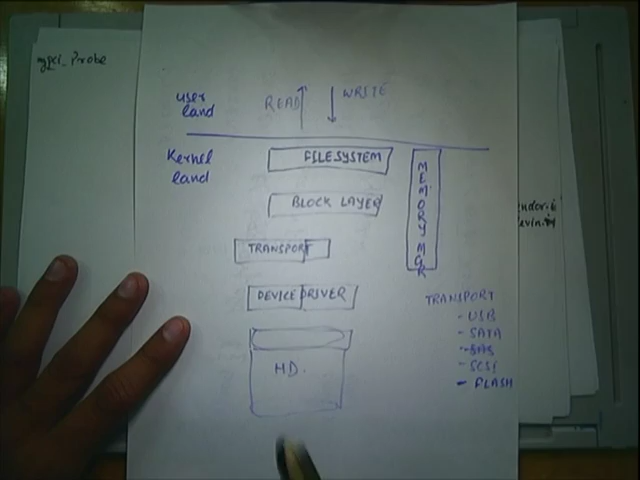 user
land
READ
WRITE
Kernel
land
FILESYSTEM
BLOCK LAYER
TRANSPORT
DEVICE DRIVER
HD.
MEMORY MGR
TRANSPORT
- USB
- SATA
- SAS
- SCSI
- FLASH